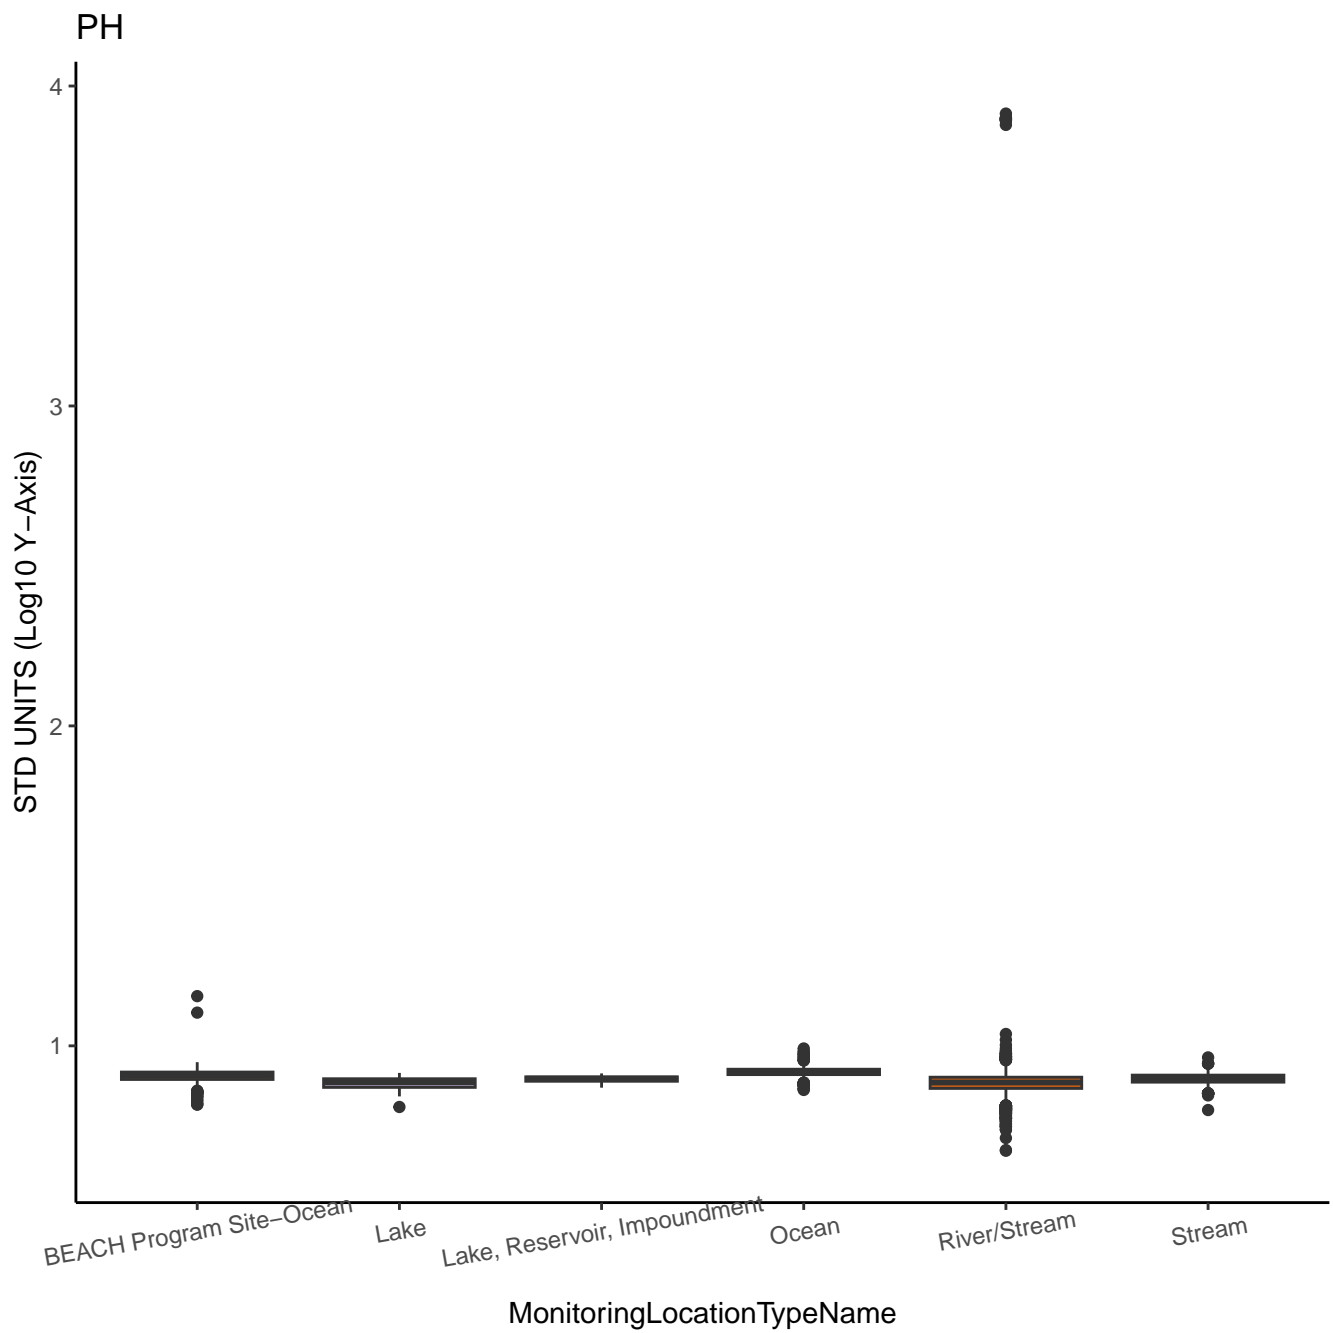 PH
STD UNITS (Log10 Y−Axis)
4
3
2
1
BEACH Program Site−Ocean
Lake
Lake, Reservoir, Impoundment
Ocean
River/Stream
Stream
MonitoringLocationTypeName